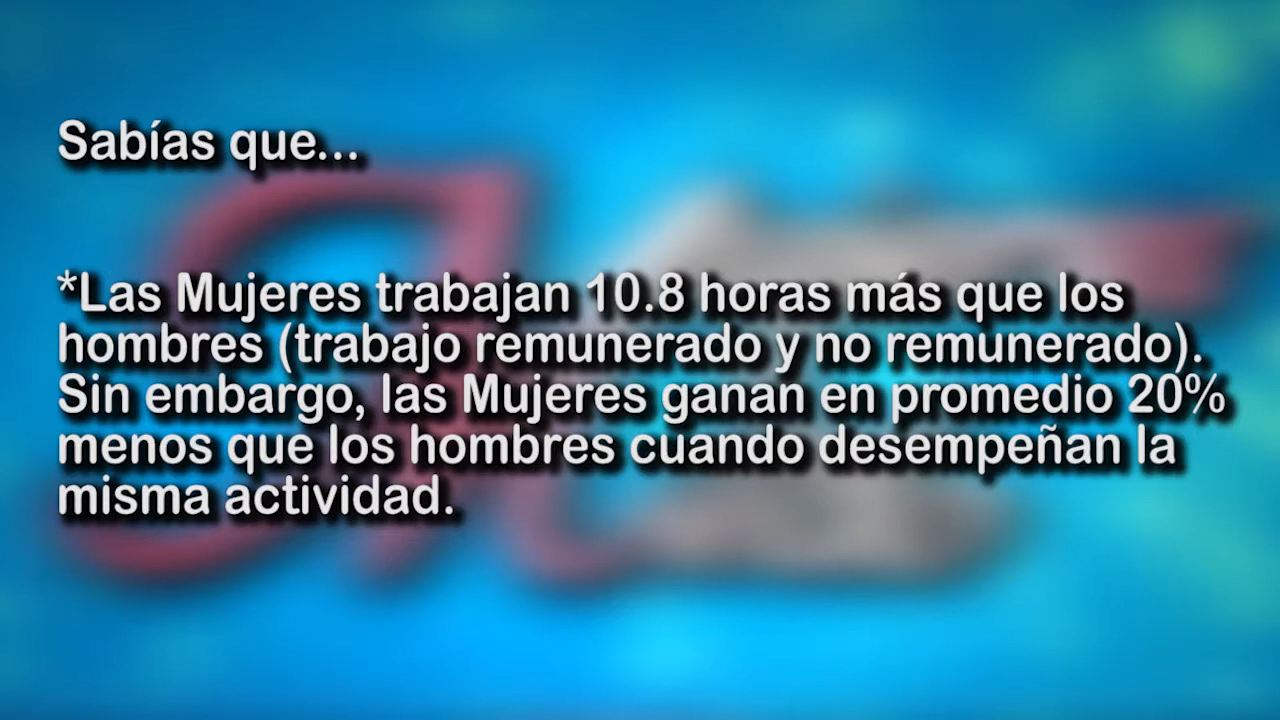 Sabías que...
*Las Mujeres trabajan 10.8 horas más que los
hombres (trabajo remunerado y no remunerado).
Sin embargo, las Mujeres ganan en promedio 20%
menos que los hombres cuando desempeñan la
misma actividad.